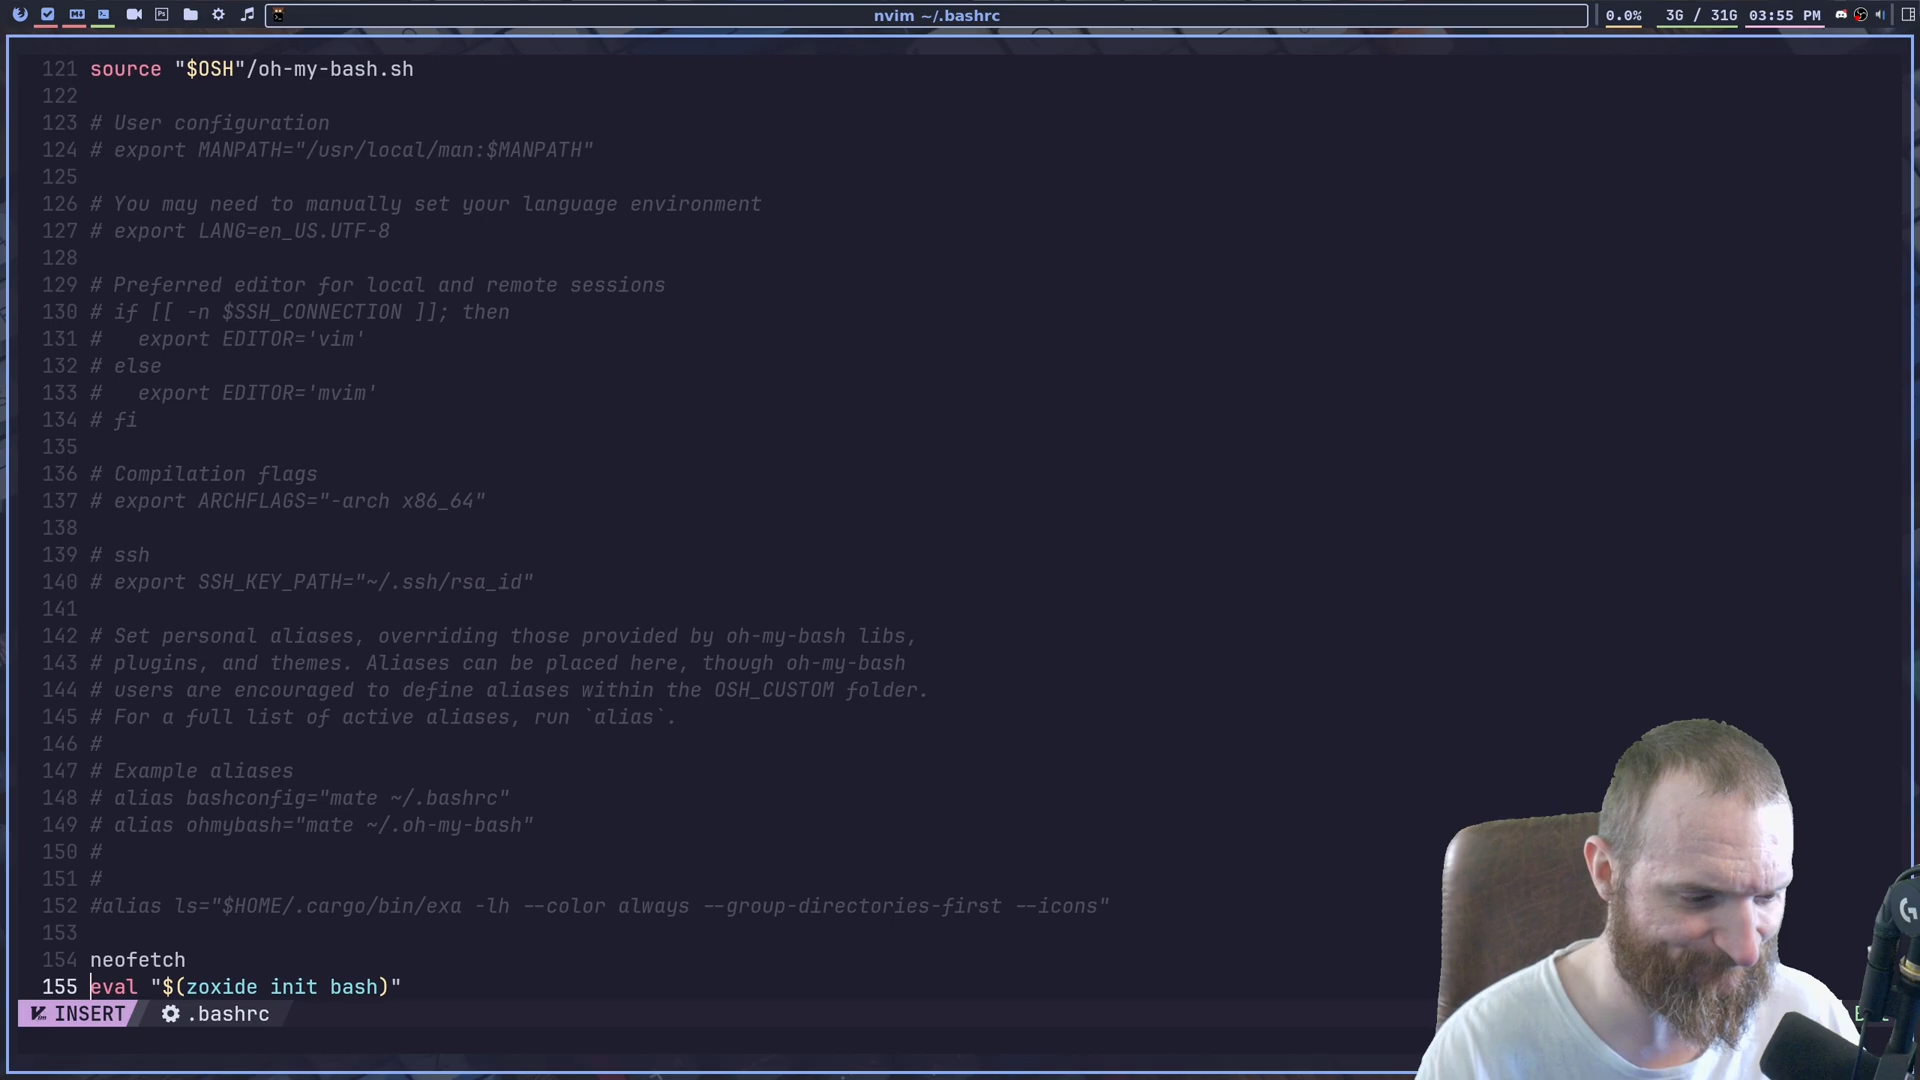 nvim ~/.bashrc
0.0% 3G / 31G 03:55 PM
121 source "$OSH"/oh-my-bash.sh
122
123 # User configuration
124 # export MANPATH="/usr/local/man:$MANPATH"
125
126 # You may need to manually set your language environment
127 # export LANG=en_US.UTF-8
128
129 # Preferred editor for local and remote sessions
130 # if [[ -n $SSH_CONNECTION ]]; then
131 #   export EDITOR='vim'
132 # else
133 #   export EDITOR='mvim'
134 # fi
135
136 # Compilation flags
137 # export ARCHFLAGS="-arch x86_64"
138
139 # ssh
140 # export SSH_KEY_PATH="~/.ssh/rsa_id"
141
142 # Set personal aliases, overriding those provided by oh-my-bash libs,
143 # plugins, and themes. Aliases can be placed here, though oh-my-bash
144 # users are encouraged to define aliases within the OSH_CUSTOM folder.
145 # For a full list of active aliases, run `alias`.
146 #
147 # Example aliases
148 # alias bashconfig="mate ~/.bashrc"
149 # alias ohmybash="mate ~/.oh-my-bash"
150 #
151 #
152 #alias ls="$HOME/.cargo/bin/exa -lh --color always --group-directories-first --icons"
153
154 neofetch
155 eval "$(zoxide init bash)"
INSERT .bashrc